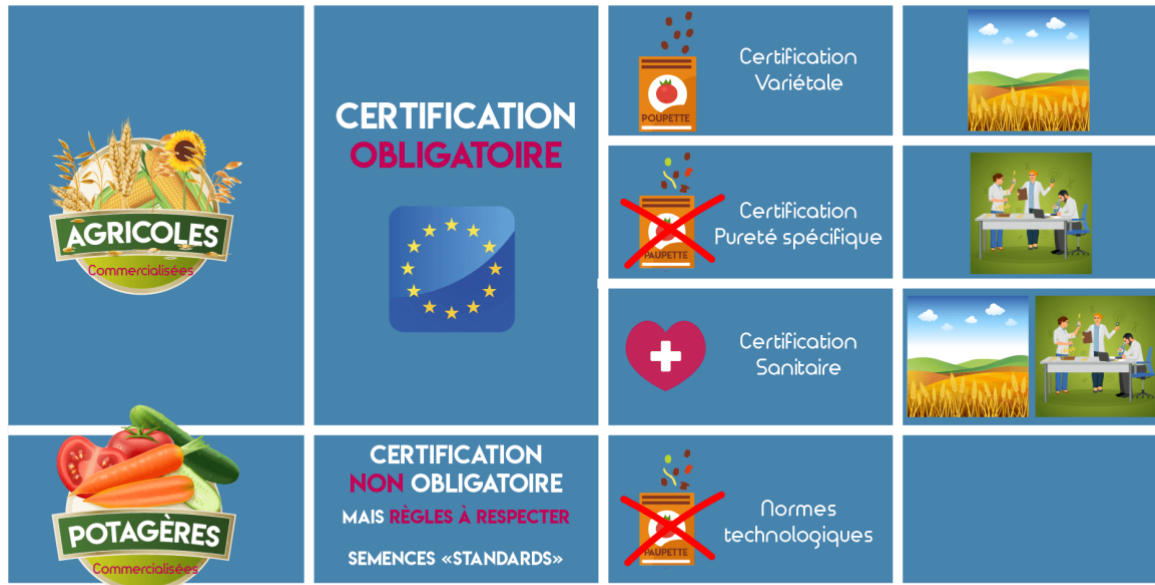 AGRICOLES
Commercialisées
CERTIFICATION
OBLIGATOIRE
POUPETTE
Certification
Variétale
PAUPETTE
Certification
Pureté spécifique
Certification
Sanitaire
POTAGÈRES
Commercialisées
CERTIFICATION
NON OBLIGATOIRE
MAIS RÈGLES À RESPECTER
SEMENCES «STANDARDS»
PAUPETTE
Normes
technologiques